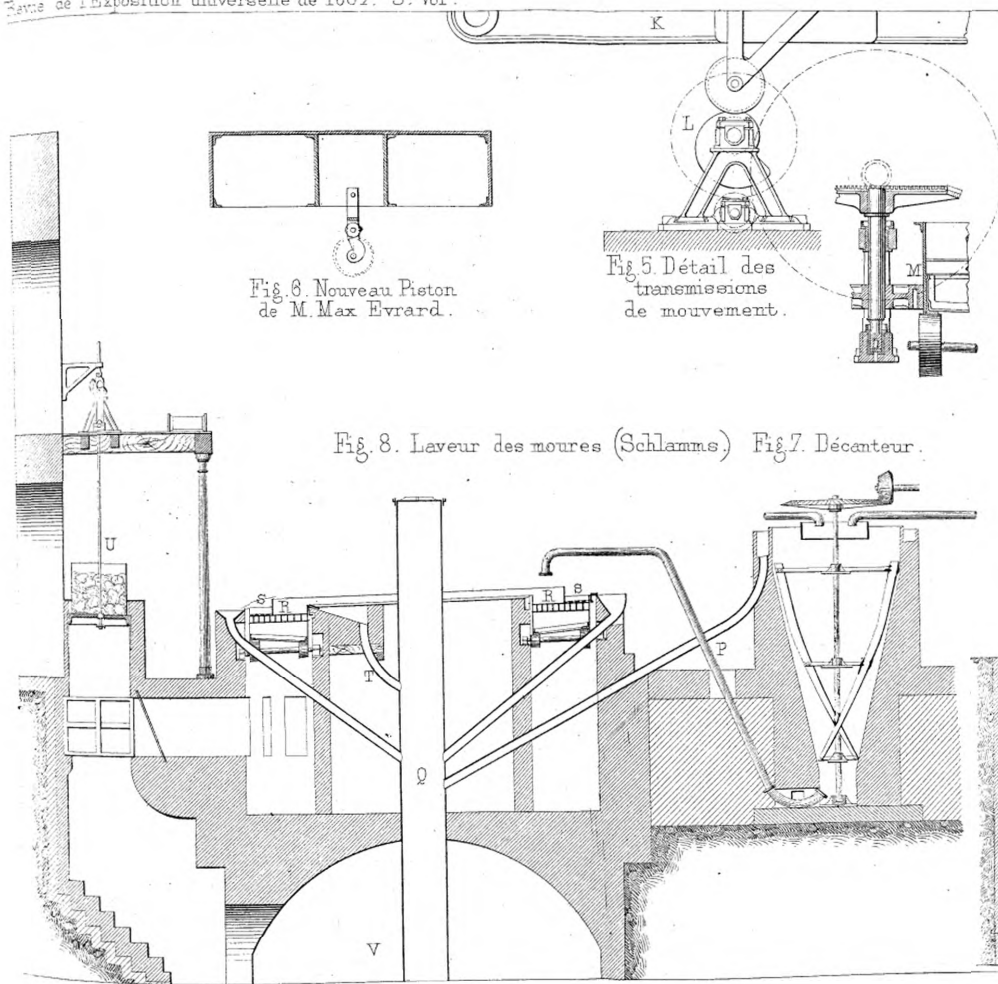 Revue de l'Exposition universelle de 1867. 3. Vol.
K
L
M
Fig. 6. Nouveau Piston
de M. Max Evrard.
Fig. 5. Détail des
transmissions
de mouvement.
Fig. 8. Laveur des moures (Schlamms.)
Fig. 7. Décanteur.
U
S
R
R
S
T
P
Q
V